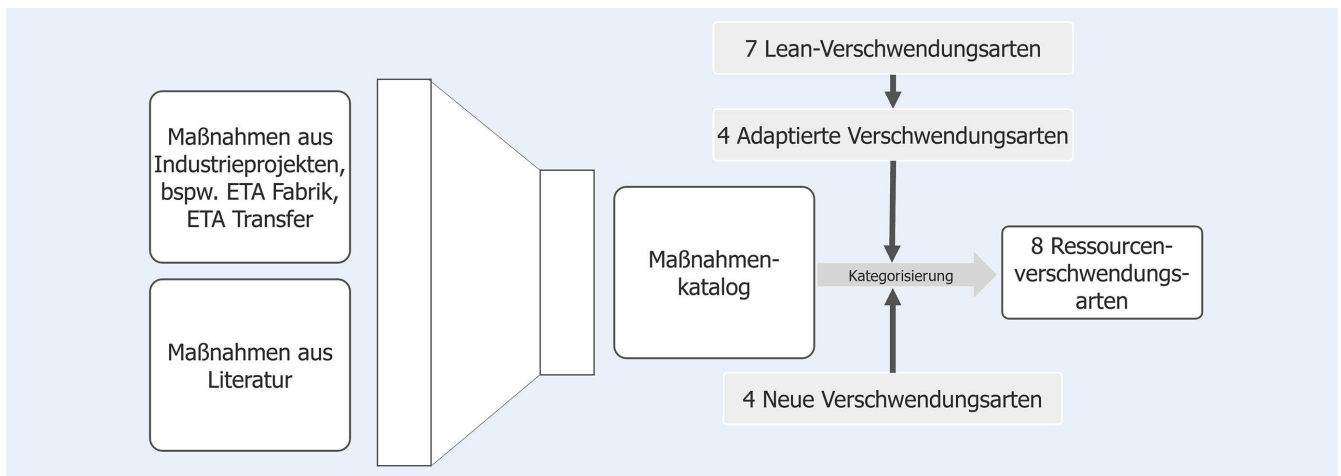 Maßnahmen aus
Industrieprojekten,
bspw. ETA Fabrik,
ETA Transfer
Maßnahmen aus
Literatur
Maßnahmen-
katalog
7 Lean-Verschwendungsarten
4 Adaptierte Verschwendungsarten
Kategorisierung
4 Neue Verschwendungsarten
8 Ressourcen-
verschwendungs-
arten